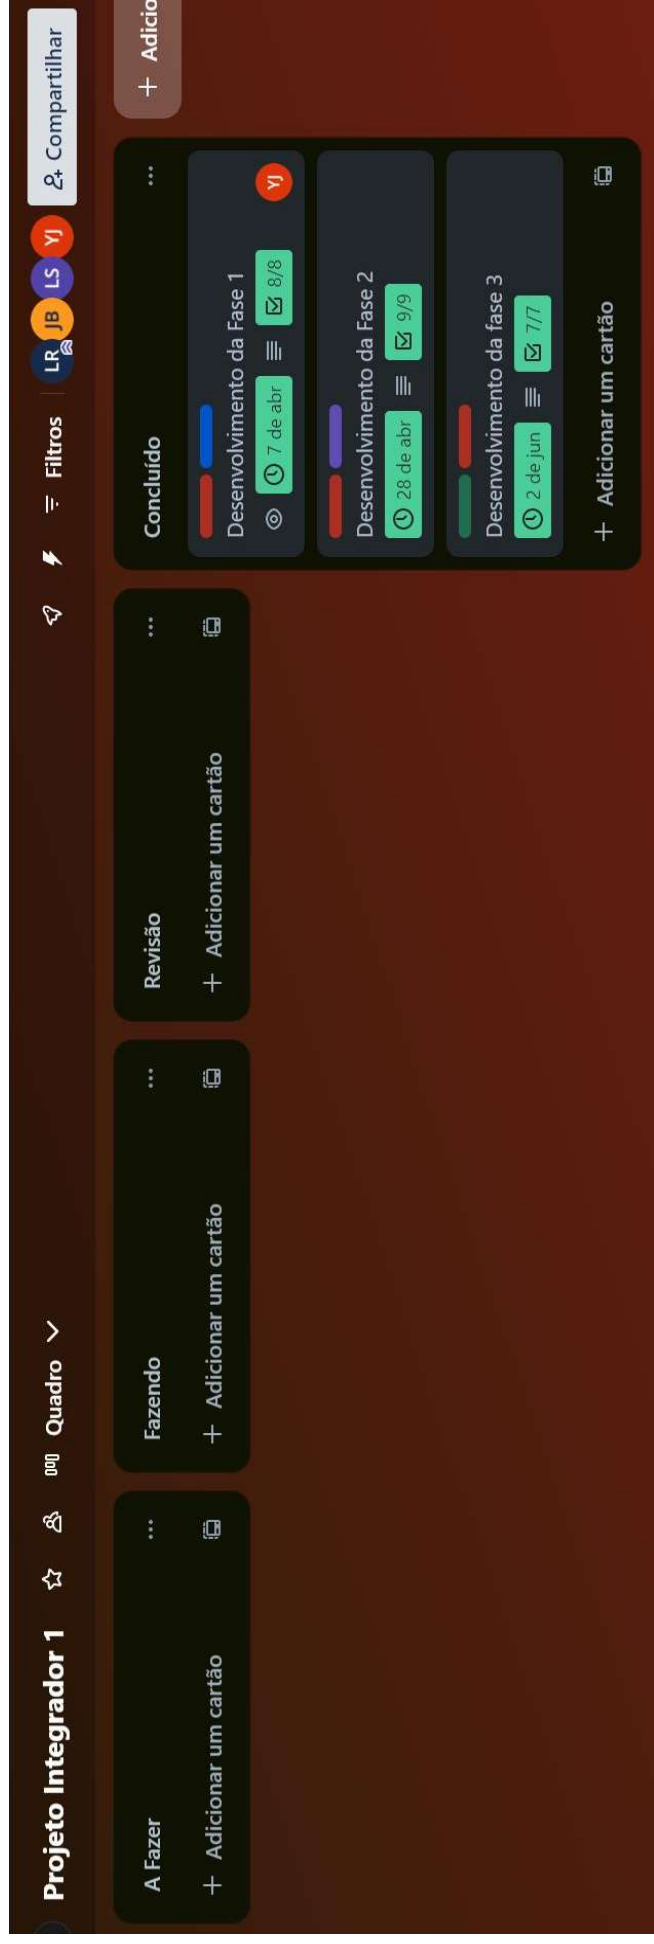 Projeto Integrador 1
Quadro
Filtros
LR
JB
LS
YJ
Compartilhar
A Fazer
Adicionar um cartão
Fazendo
Adicionar um cartão
Revisão
Adicionar um cartão
Concluído
Desenvolvimento da Fase 1
7 de abr
8/8
YJ
Desenvolvimento da Fase 2
28 de abr
9/9
Desenvolvimento da fase 3
2 de jun
7/7
Adicionar um cartão
Adicio